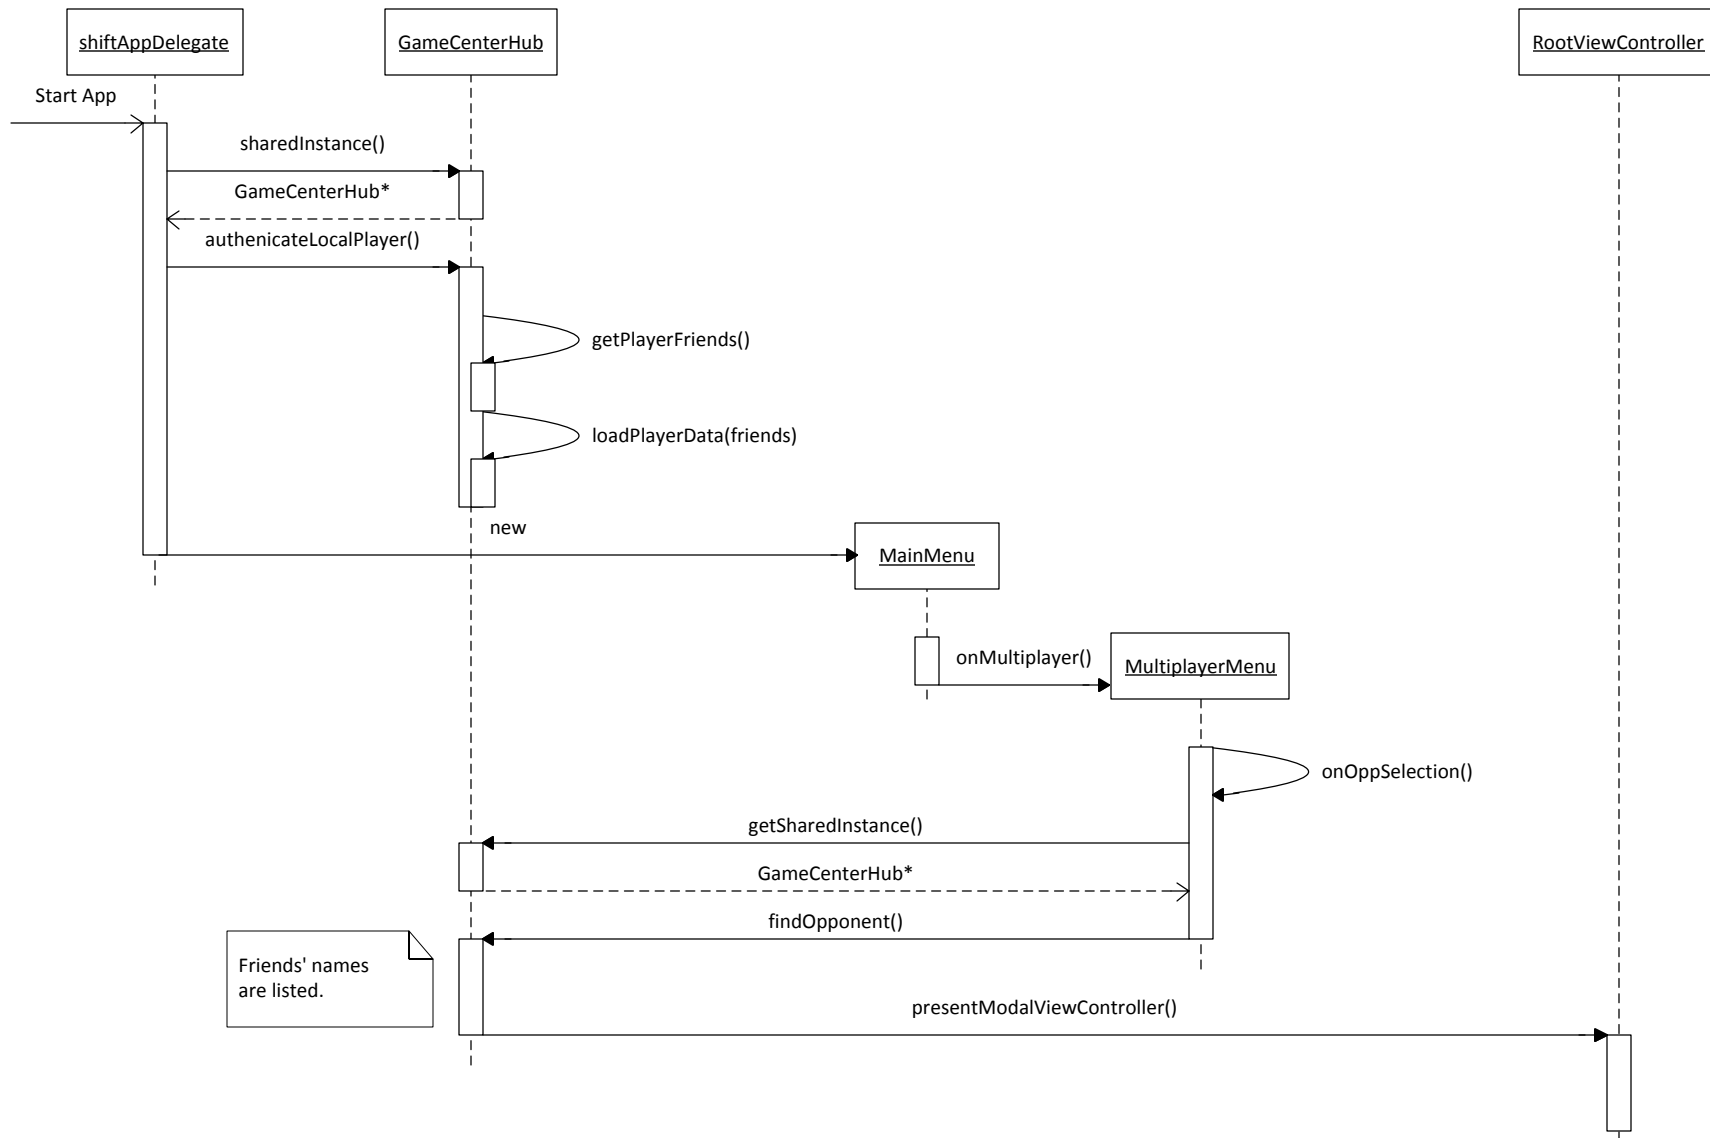 shiftAppDelegate
GameCenterHub
RootViewController
Start App
sharedInstance()
GameCenterHub*
authenicateLocalPlayer()
getPlayerFriends()
loadPlayerData(friends)
new
MainMenu
onMultiplayer()
MultiplayerMenu
onOppSelection()
getSharedInstance()
GameCenterHub*
findOpponent()
Friends' names
are listed.
presentModalViewController()